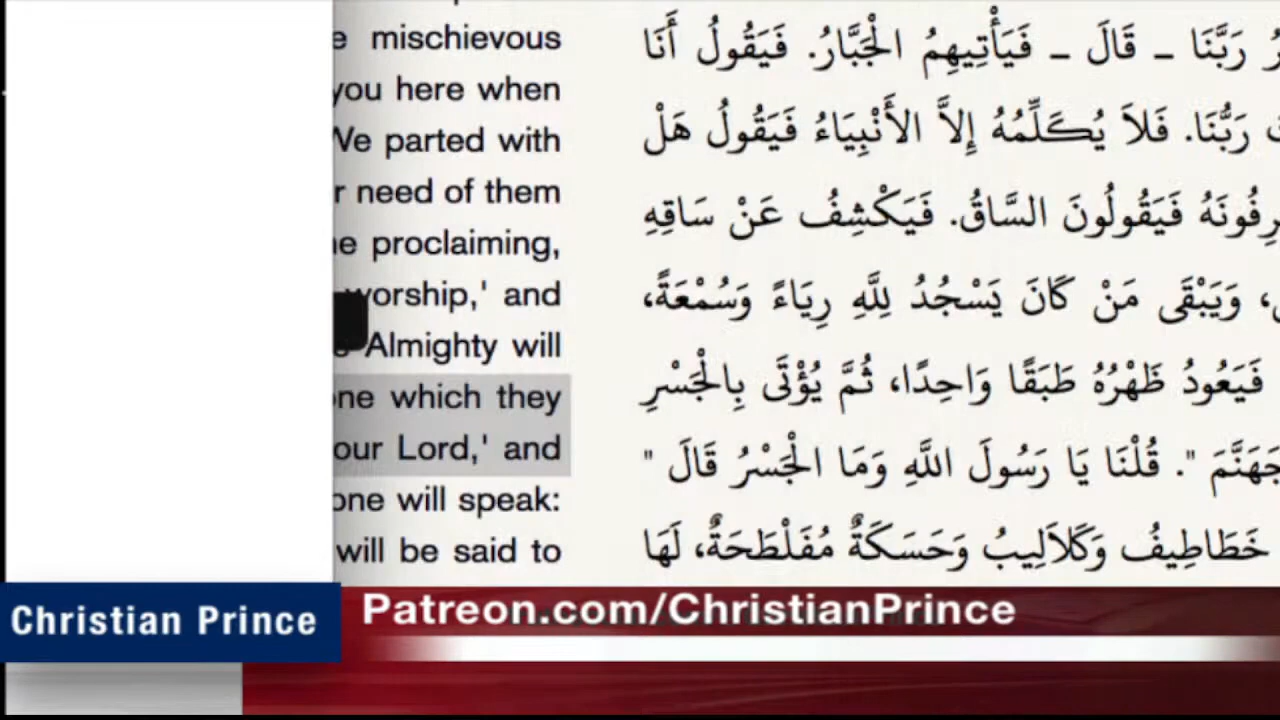 mischievous
you here when
We parted with
need of them
proclaiming,
worship,' and
Almighty will
one which they
our Lord,' and
one will speak:
will be said to
رَبَّنَا ـ قَالَ ـ فَيَأْتِيهِمُ الْجَبَّارُ. فَيَقُولُ أَنَا
رَبُّنَا. فَلاَ يُكَلِّمُهُ إِلاَّ الأَنْبِيَاءُ فَيَقُولُ هَلْ
فَيَقُولُونَ السَّاقُ. فَيَكْشِفُ عَنْ سَاقِهِ
وَيَبْقَى مَنْ كَانَ يَسْجُدُ لِلَّهِ رِيَاءً وَسُمْعَةً،
فَيَعُودُ ظَهْرُهُ طَبَقًا وَاحِدًا، ثُمَّ يُؤْتَى بِالْجَسْرِ
جَهَنَّمَ ". قُلْنَا يَا رَسُولَ اللَّهِ وَمَا الْجَسْرُ قَالَ "
خَطَاطِيفُ وَكَلاَلِيبُ وَحَسَكَةٌ مُفَلْطَحَةٌ، لَهَا
Christian Prince
Patreon.com/ChristianPrince